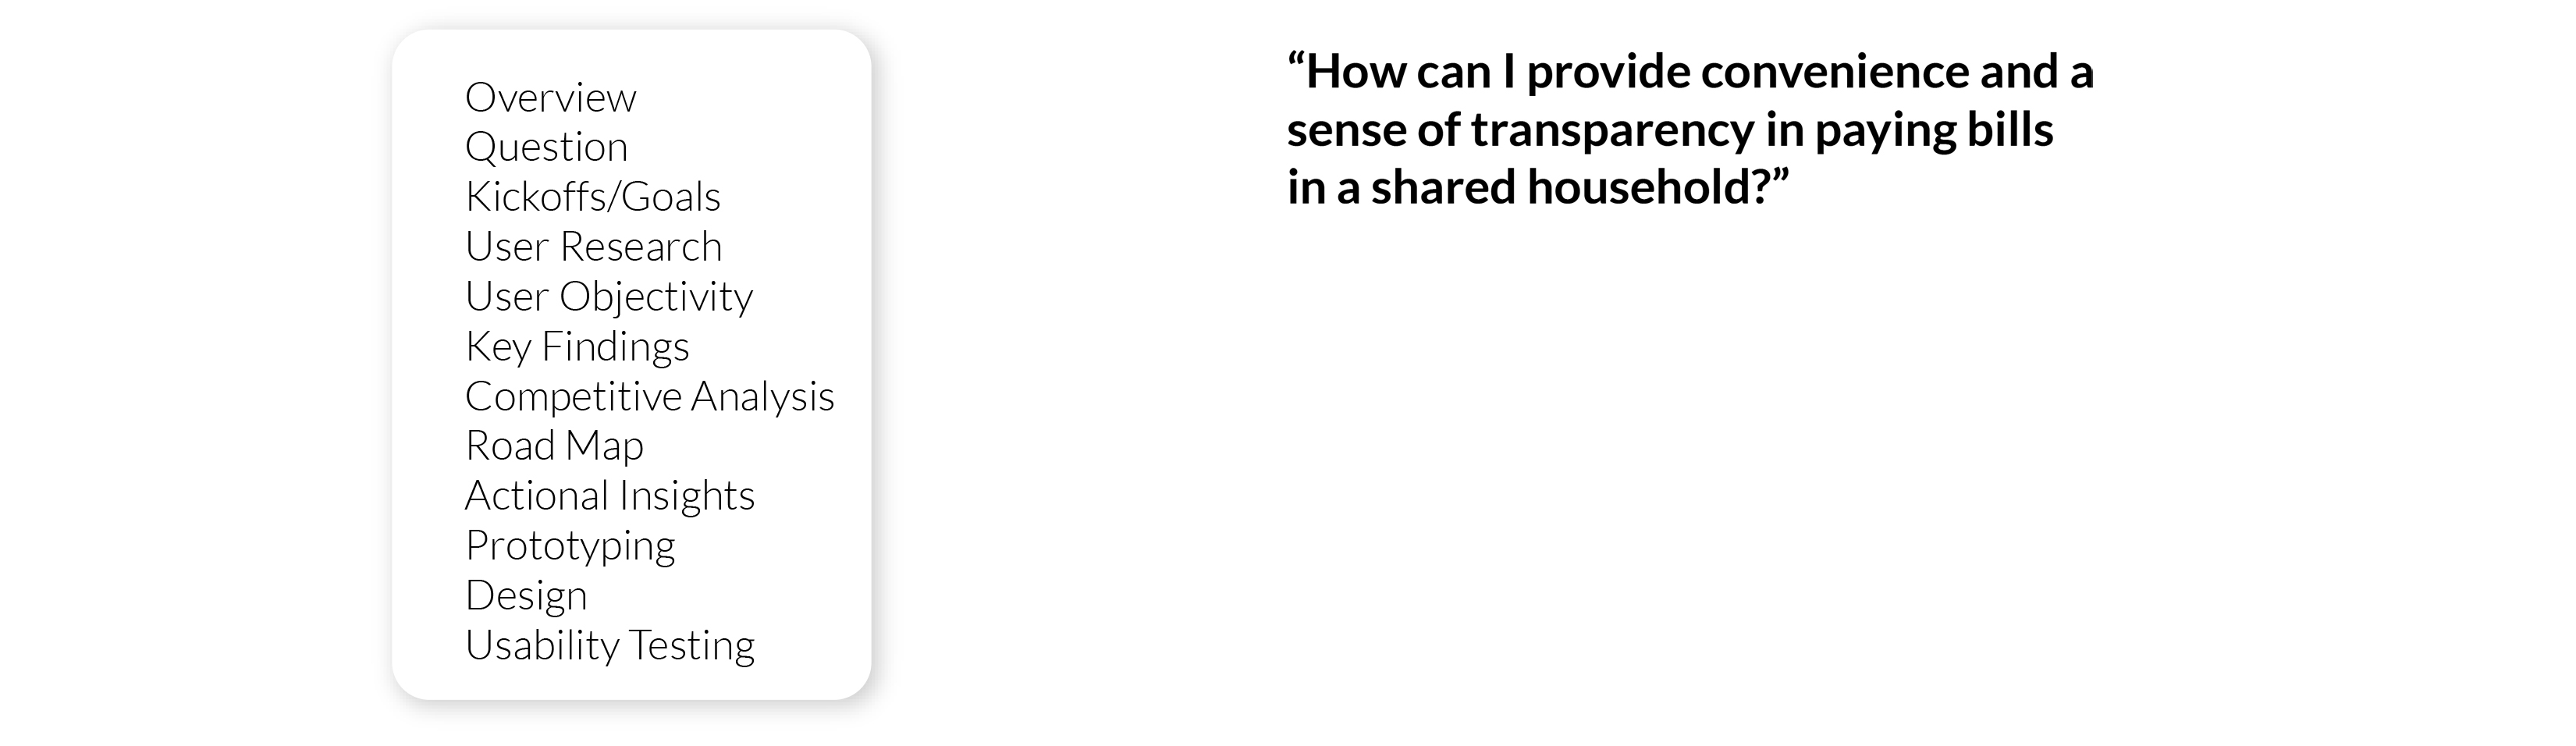 Overview
Question
Kickoffs/Goals
User Research
User Objectivity
Key Findings
Competitive Analysis
Road Map
Actional Insights
Prototyping
Design
Usability Testing
“How can I provide convenience and a
sense of transparency in paying bills
in a shared household?”